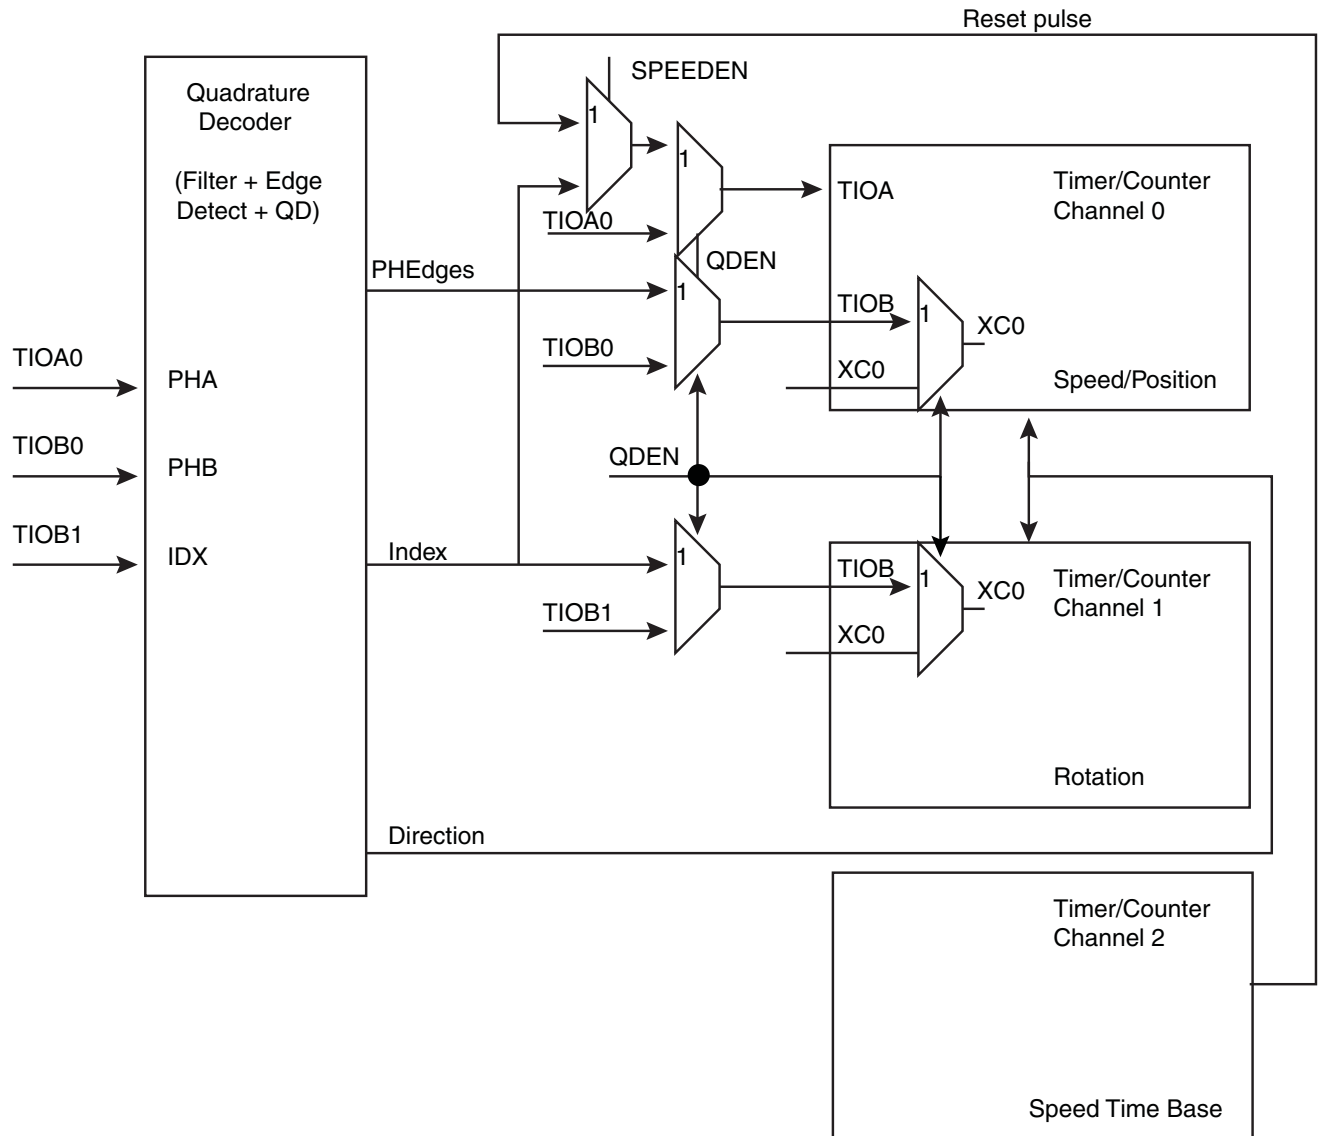 Reset pulse
SPEEDEN
Quadrature
Decoder
(Filter + Edge
Detect + QD)
1
1
TIOA
Timer/Counter
Channel 0
TIOA0
QDEN
PHEdges
1
TIOB
1
XC0
TIOB0
XC0
Speed/Position
TIOA0
PHA
TIOB0
PHB
QDEN
TIOB1
IDX
Index
1
TIOB
1
XC0
Timer/Counter
Channel 1
TIOB1
XC0
Rotation
Direction
Timer/Counter
Channel 2
Speed Time Base